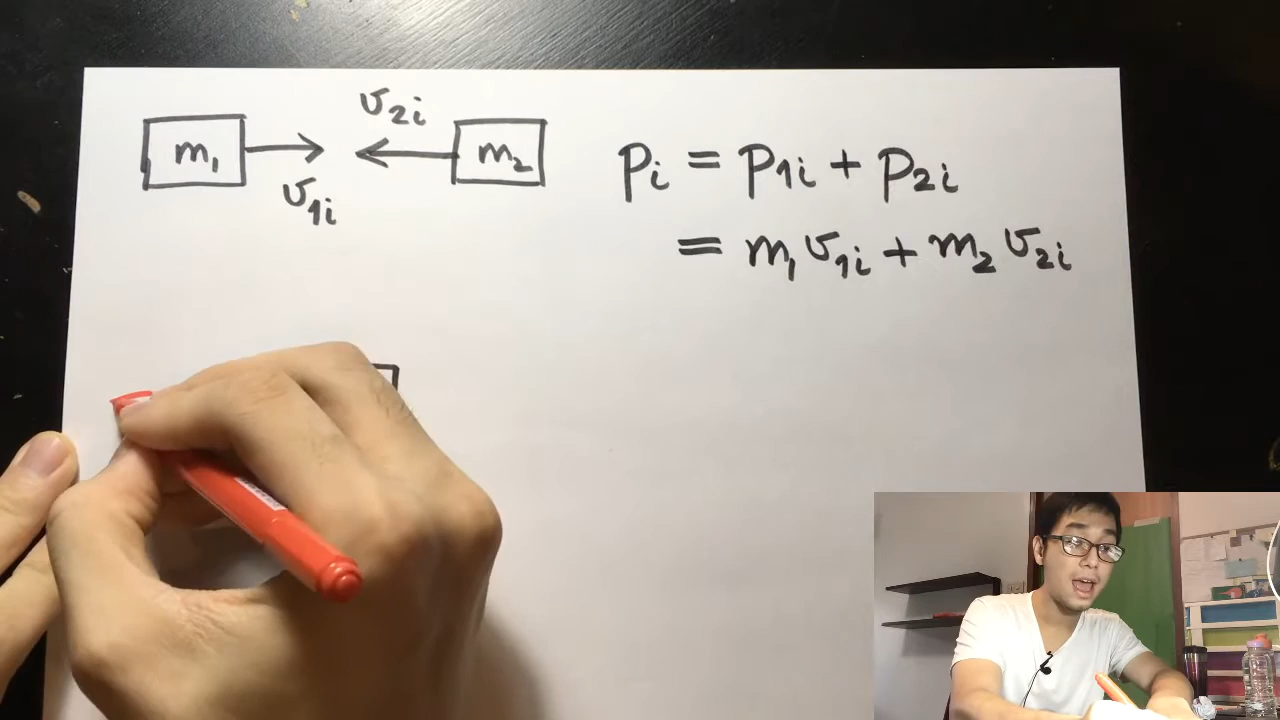 v₂ᵢ
m₁ m₂
v₁ᵢ
pᵢ = p₁ᵢ + p₂ᵢ
= m₁v₁ᵢ + m₂v₂ᵢ